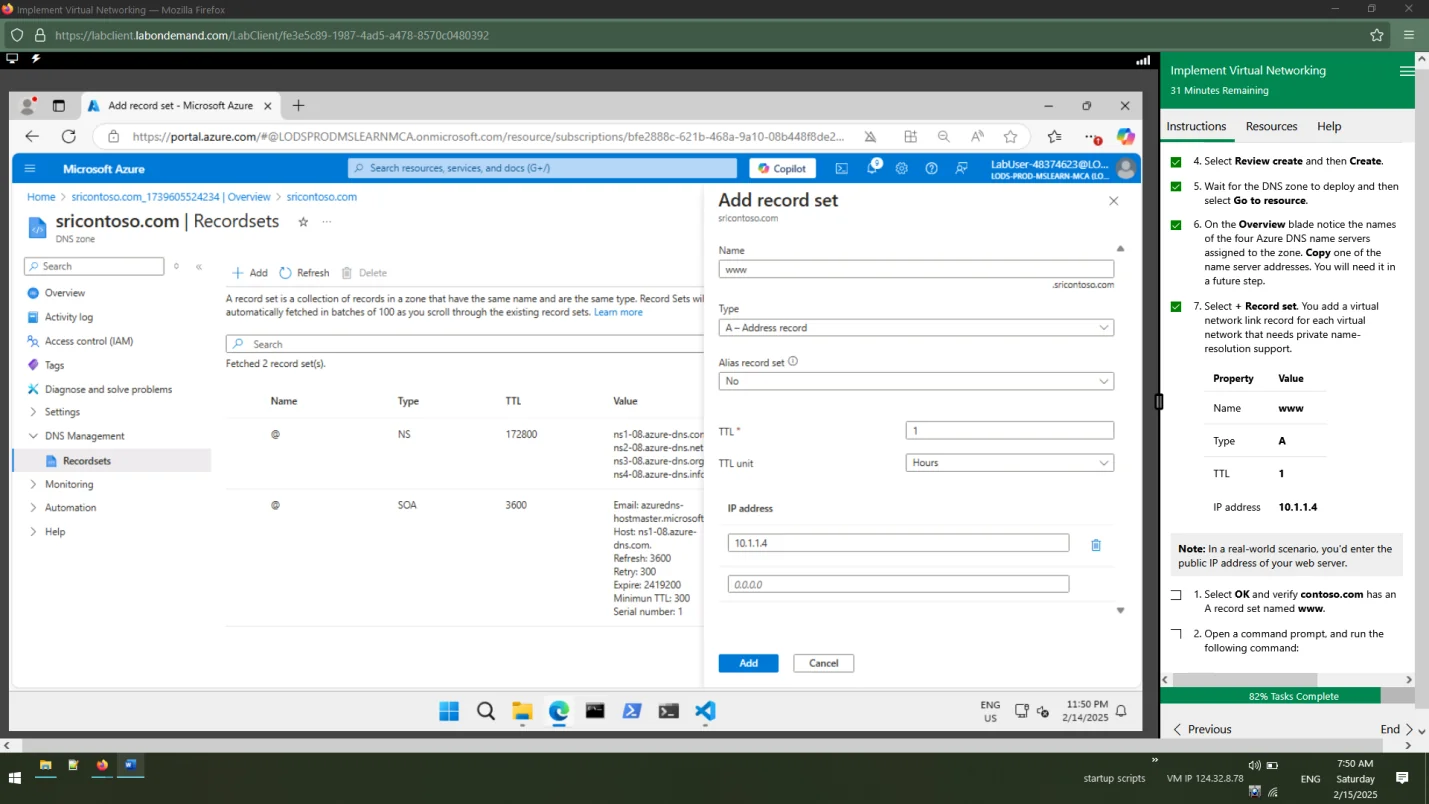 Implement Virtual Networking — Mozilla Firefox
https://labclient.labondemand.com/LabClient/fe3e5c89-1987-4ad5-a478-8570c0480392
Add record set - Microsoft Azure
https://portal.azure.com/#@LODSPRODMSLEARNMCA.onmicrosoft.com/resource/subscriptions/bfe2888c-621b-468a-9a10-08b448f8de2...
Microsoft Azure
Search resources, services, and docs (G+/)
Copilot
LabUser-48374623@LO...
LODS-PROD-MSLEARN-MCA (LO...
Home > sricontoso.com_1739605524234 | Overview > sricontoso.com
sricontoso.com | Recordsets
DNS zone
Search
Overview
Activity log
Access control (IAM)
Tags
Diagnose and solve problems
Settings
DNS Management
Recordsets
Monitoring
Automation
Help
Add Refresh Delete
A record set is a collection of records in a zone that have the same name and are the same type. Record Sets wil
automatically fetched in batches of 100 as you scroll through the existing record sets. Learn more
Search
Fetched 2 record set(s).
Name Type TTL Value
@ NS 172800 ns1-08.azure-dns.com
ns2-08.azure-dns.net
ns3-08.azure-dns.org
ns4-08.azure-dns.info
@ SOA 3600 Email: azuredns-
hostmaster.microsoft
Host: ns1-08.azure-
dns.com.
Refresh: 3600
Retry: 300
Expire: 2419200
Minimun TTL: 300
Serial number: 1
Add record set
sricontoso.com
Name
www
.sricontoso.com
Type
A – Address record
Alias record set
No
TTL * 1
TTL unit Hours
IP address
10.1.1.4
0.0.0.0
Add Cancel
ENG
US
11:50 PM
2/14/2025
Implement Virtual Networking
31 Minutes Remaining
Instructions Resources Help
4. Select Review create and then Create.
5. Wait for the DNS zone to deploy and then
select Go to resource.
6. On the Overview blade notice the names
of the four Azure DNS name servers
assigned to the zone. Copy one of the
name server addresses. You will need it in
a future step.
7. Select + Record set. You add a virtual
network link record for each virtual
network that needs private name-
resolution support.
Property Value
Name www
Type A
TTL 1
IP address 10.1.1.4
Note: In a real-world scenario, you'd enter the
public IP address of your web server.
1. Select OK and verify contoso.com has an
A record set named www.
2. Open a command prompt, and run the
following command:
82% Tasks Complete
Previous End
startup scripts
VM IP 124.32.8.78
ENG
7:50 AM
Saturday
2/15/2025